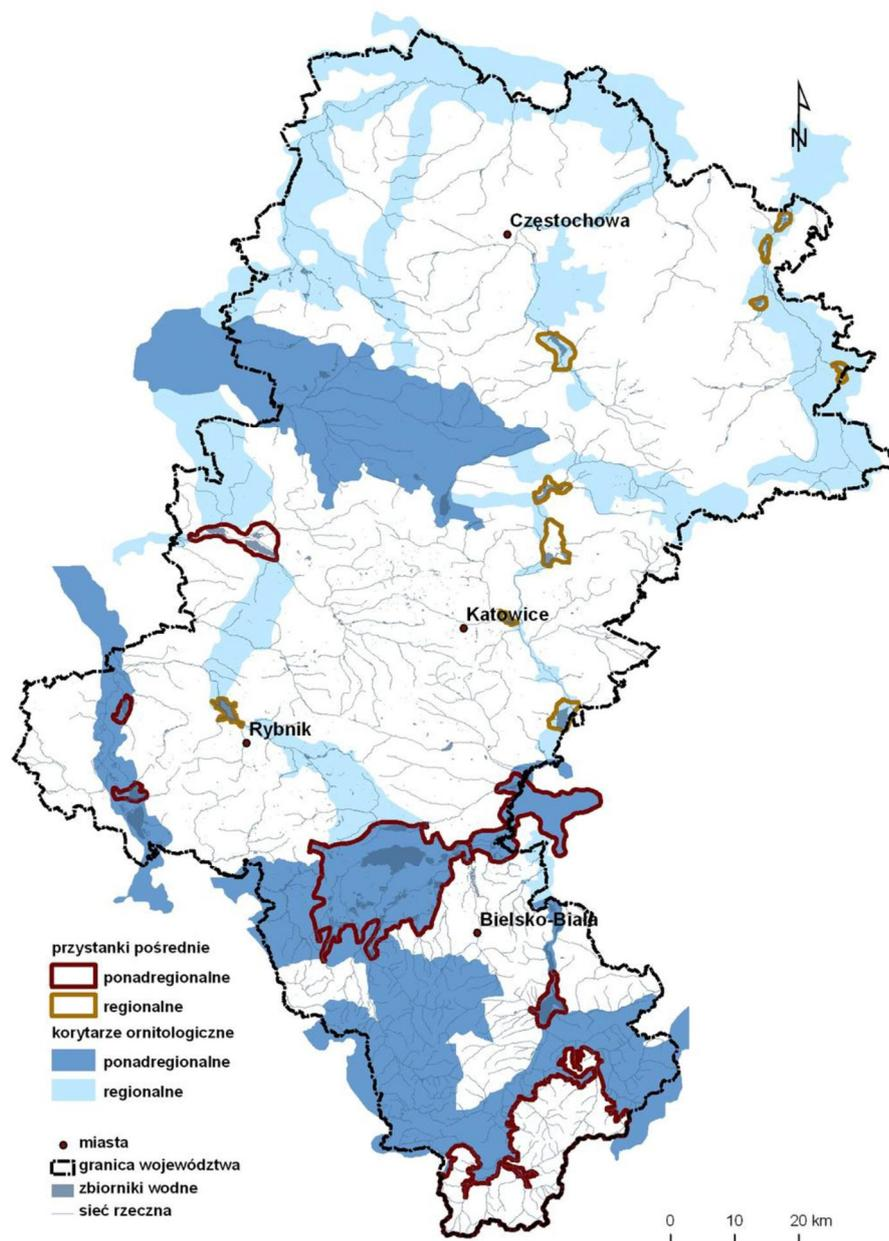 N
Częstochowa
Katowice
Rybnik
Bielsko-Biała
przystanki pośrednie
ponadregionalne
regionalne
korytarze ornitologiczne
ponadregionalne
regionalne
miasta
granica województwa
zbiorniki wodne
sieć rzeczna
0 10 20 km